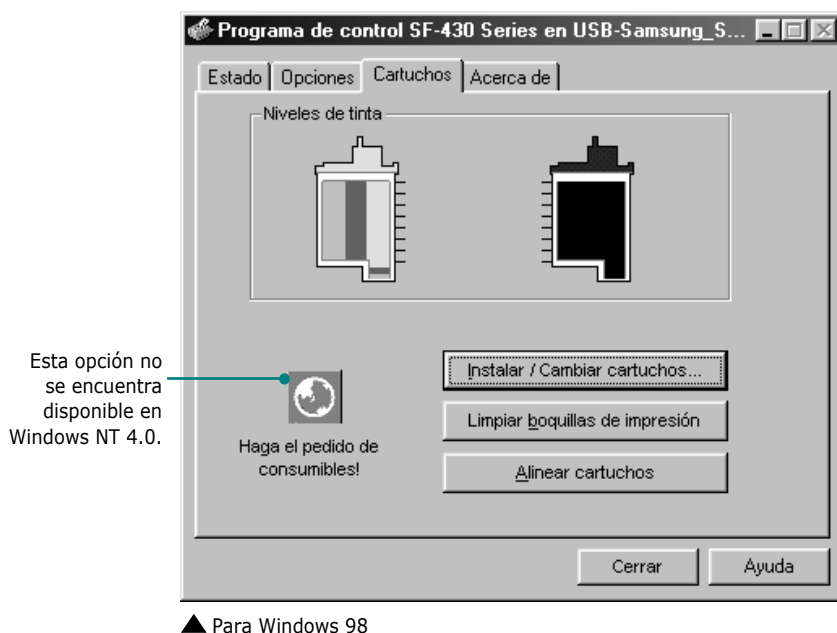 Programa de control SF-430 Series en USB-Samsung_S...
Estado Opciones Cartuchos Acerca de
Niveles de tinta
Esta opción no
se encuentra
disponible en
Windows NT 4.0.
Haga el pedido de
consumibles!
Instalar / Cambiar cartuchos...
Limpiar boquillas de impresión
Alinear cartuchos
Cerrar Ayuda
Para Windows 98